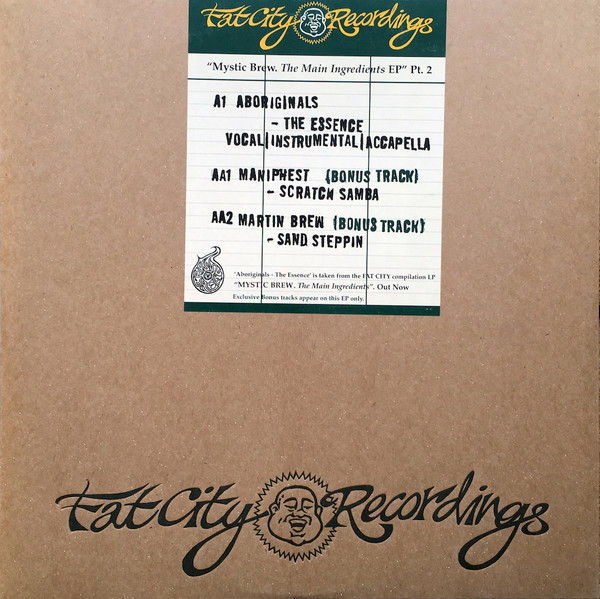 Fat City Recordings
"Mystic Brew. The Main Ingredients EP" Pt. 2
A1 ABORIGINALS
- THE ESSENCE
VOCAL|INSTRUMENTAL|ACCAPELLA
AA1 MANIPHEST (BONUS TRACK)
- SCRATCH SAMBA
AA2 MARTIN BREW (BONUS TRACK)
- SAND STEPPIN
'Aboriginals - The Essence' is taken from the FAT CITY compilation LP
"MYSTIC BREW. The Main Ingredients". Out Now
Exclusive Bonus tracks appear on this EP only.
Fat City Recordings